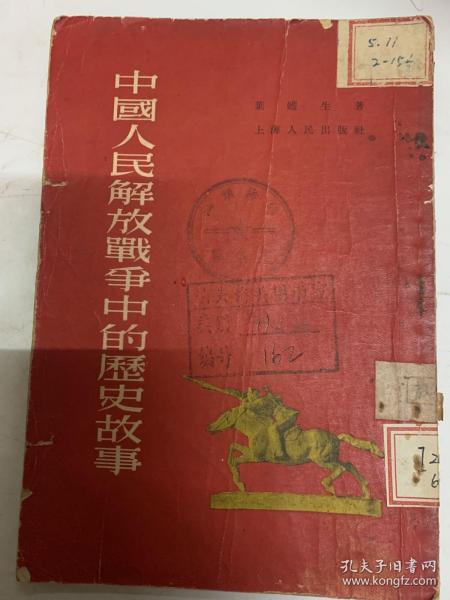 5.11
2-15
葉 生 著
上海人民出版社
中國人民解放戰爭中的歷史故事
162
孔夫子旧书网
www.kongfz.com